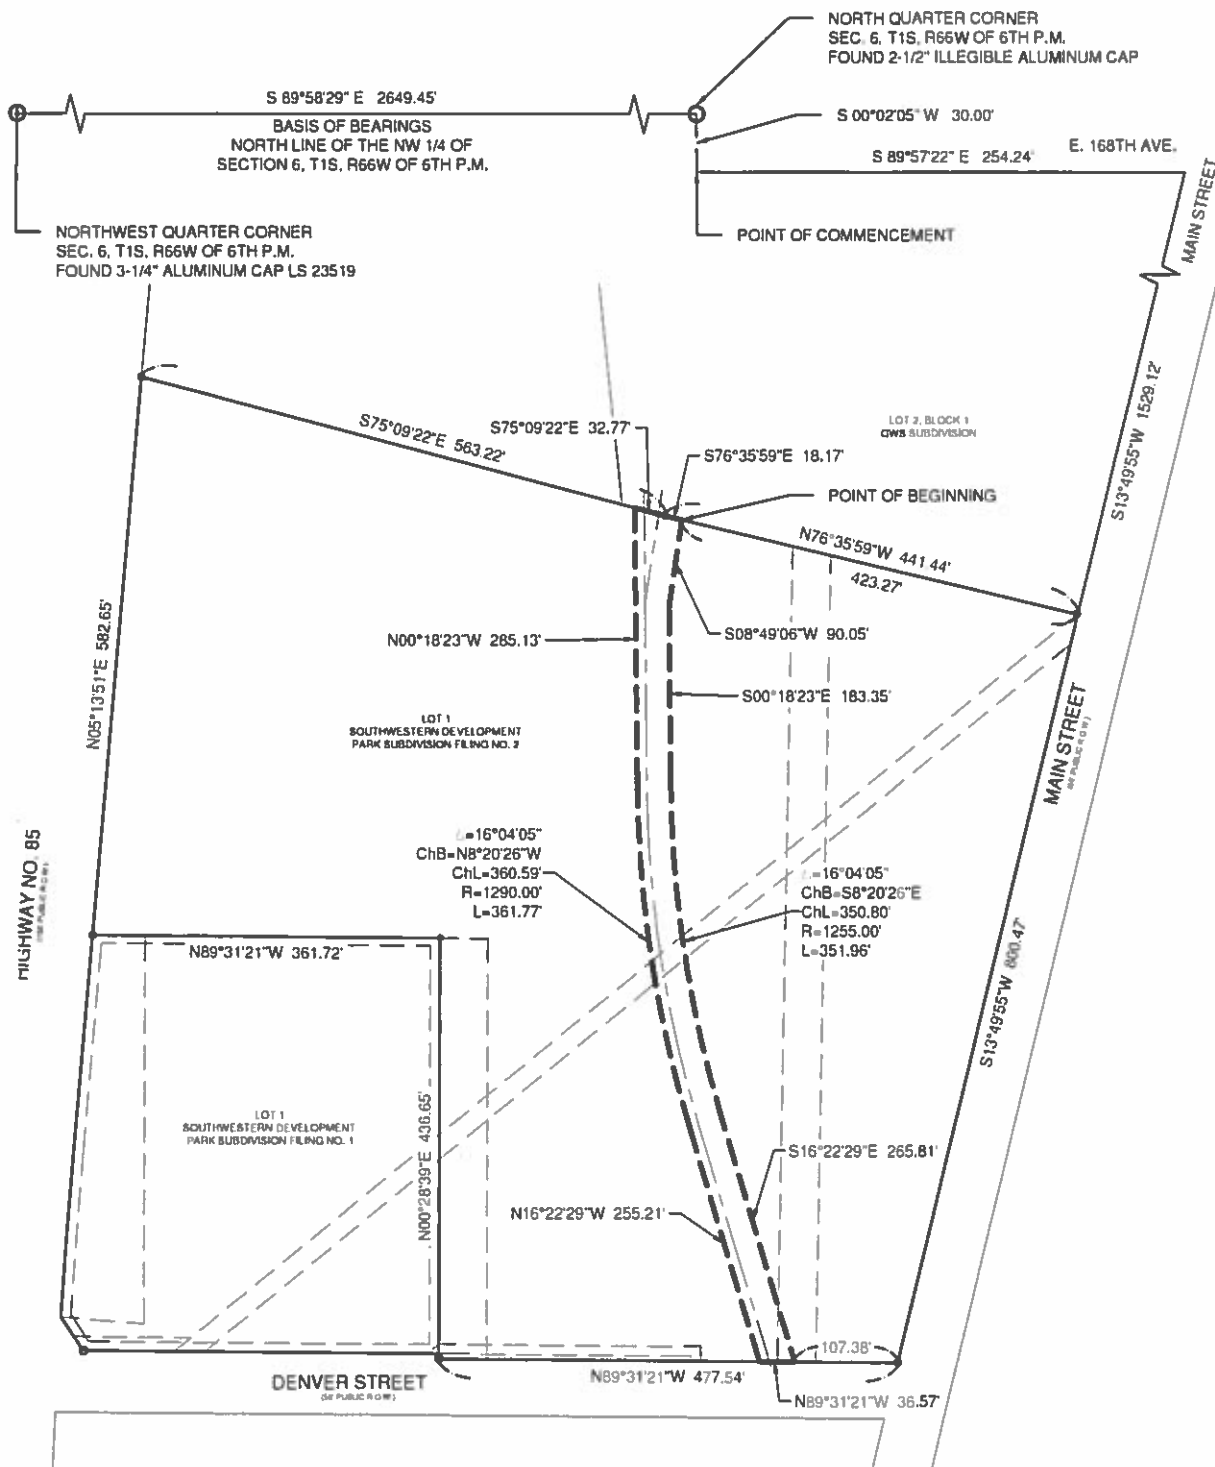 NORTH QUARTER CORNER
SEC. 6, T1S, R66W OF 6TH P.M.
FOUND 2-1/2" ILLEGIBLE ALUMINUM CAP
S 89°58'29" E 2649.45'
BASIS OF BEARINGS
NORTH LINE OF THE NW 1/4 OF
SECTION 6, T1S, R66W OF 6TH P.M.
S 00°02'05" W 30.00'
S 89°57'22" E 254.24'
E. 168TH AVE.
MAIN STREET
NORTHWEST QUARTER CORNER
SEC. 6, T1S, R66W OF 6TH P.M.
FOUND 3-1/4" ALUMINUM CAP LS 23519
POINT OF COMMENCEMENT
S13°49'55"W 1529.12'
S75°09'22"E 563.22'
S75°09'22"E 32.77'
LOT 2, BLOCK 1
GWS SUBDIVISION
S76°35'59"E 18.17'
POINT OF BEGINNING
N76°35'59"W 441.44'
423.27'
N05°13'51"E 582.65'
N00°18'23"W 285.13'
S08°49'06"W 90.05'
S00°18'23"E 183.35'
LOT 1
SOUTHWESTERN DEVELOPMENT
PARK SUBDIVISION FILING NO. 2
MAIN STREET
HIGHWAY NO. 85
=16°04'05"
ChB=N8°20'26"W
ChL=360.59'
R=1290.00'
L=361.77'
=16°04'05"
ChB=S8°20'26"E
ChL=350.80'
R=1255.00'
L=351.96'
N89°31'21"W 361.72'
S13°49'55"W 800.47'
LOT 1
SOUTHWESTERN DEVELOPMENT
PARK SUBDIVISION FILING NO. 1
N00°28'39"E 436.65'
S16°22'29"E 265.81'
N16°22'29"W 255.21'
107.38'
DENVER STREET
N89°31'21"W 477.54'
N89°31'21"W 36.57'